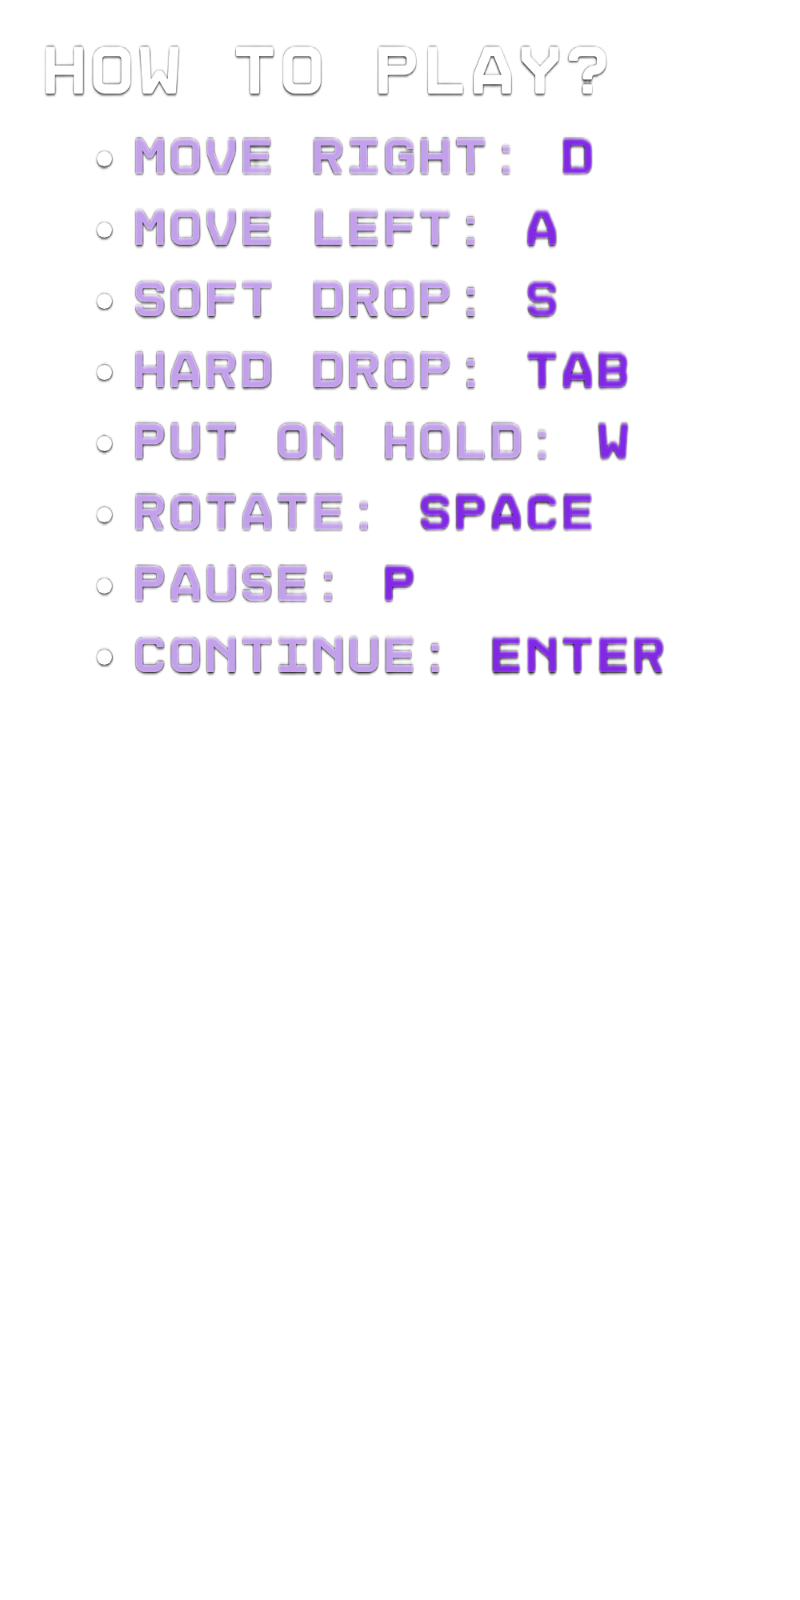 HOW TO PLAY?
MOVE RIGHT: D
MOVE LEFT: A
SOFT DROP: S
HARD DROP: TAB
PUT ON HOLD: W
ROTATE: SPACE
PAUSE: P
CONTINUE: ENTER